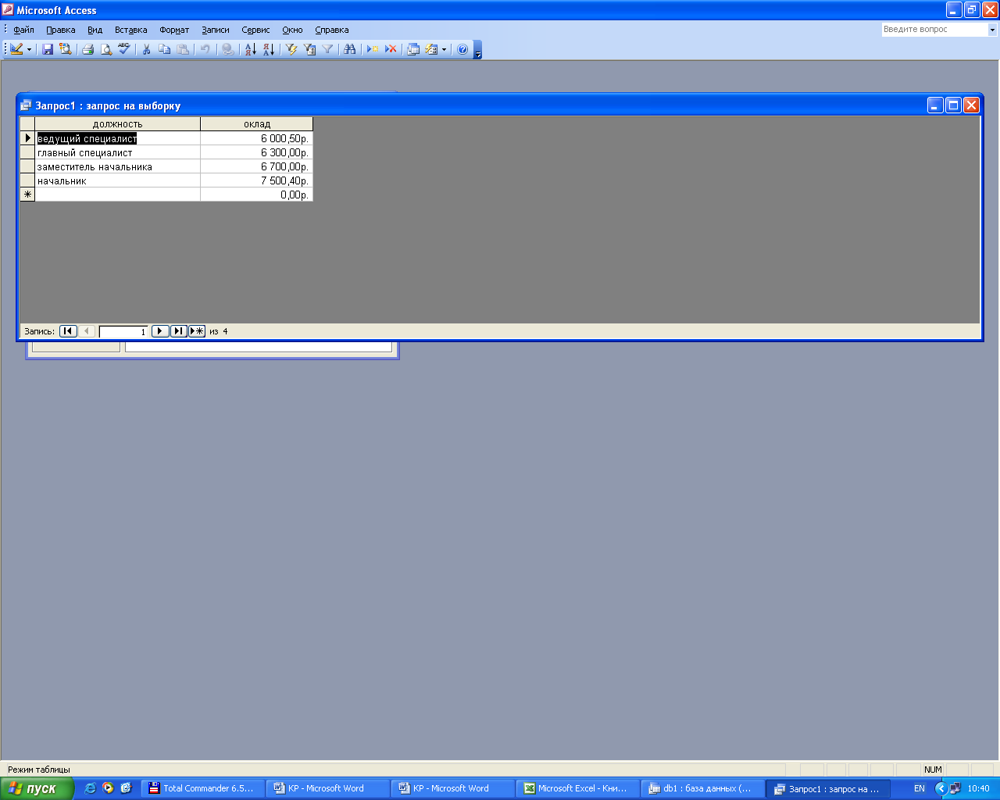 Microsoft Access
Файл Правка Вид Вставка Формат Записи Сервис Окно Справка Введите вопрос
Запрос1 : запрос на выборку
должность оклад
ведущий специалист 6 000,50р.
главный специалист 6 300,00р.
заместитель начальника 6 700,00р.
начальник 7 500,40р.
0,00р.
Запись: 1 из 4
Режим таблицы NUM
пуск Total Commander 6.5... КР - Microsoft Word КР - Microsoft Word Microsoft Excel - Кни... db1 : база данных (... Запрос1 : запрос на ... EN 10:40